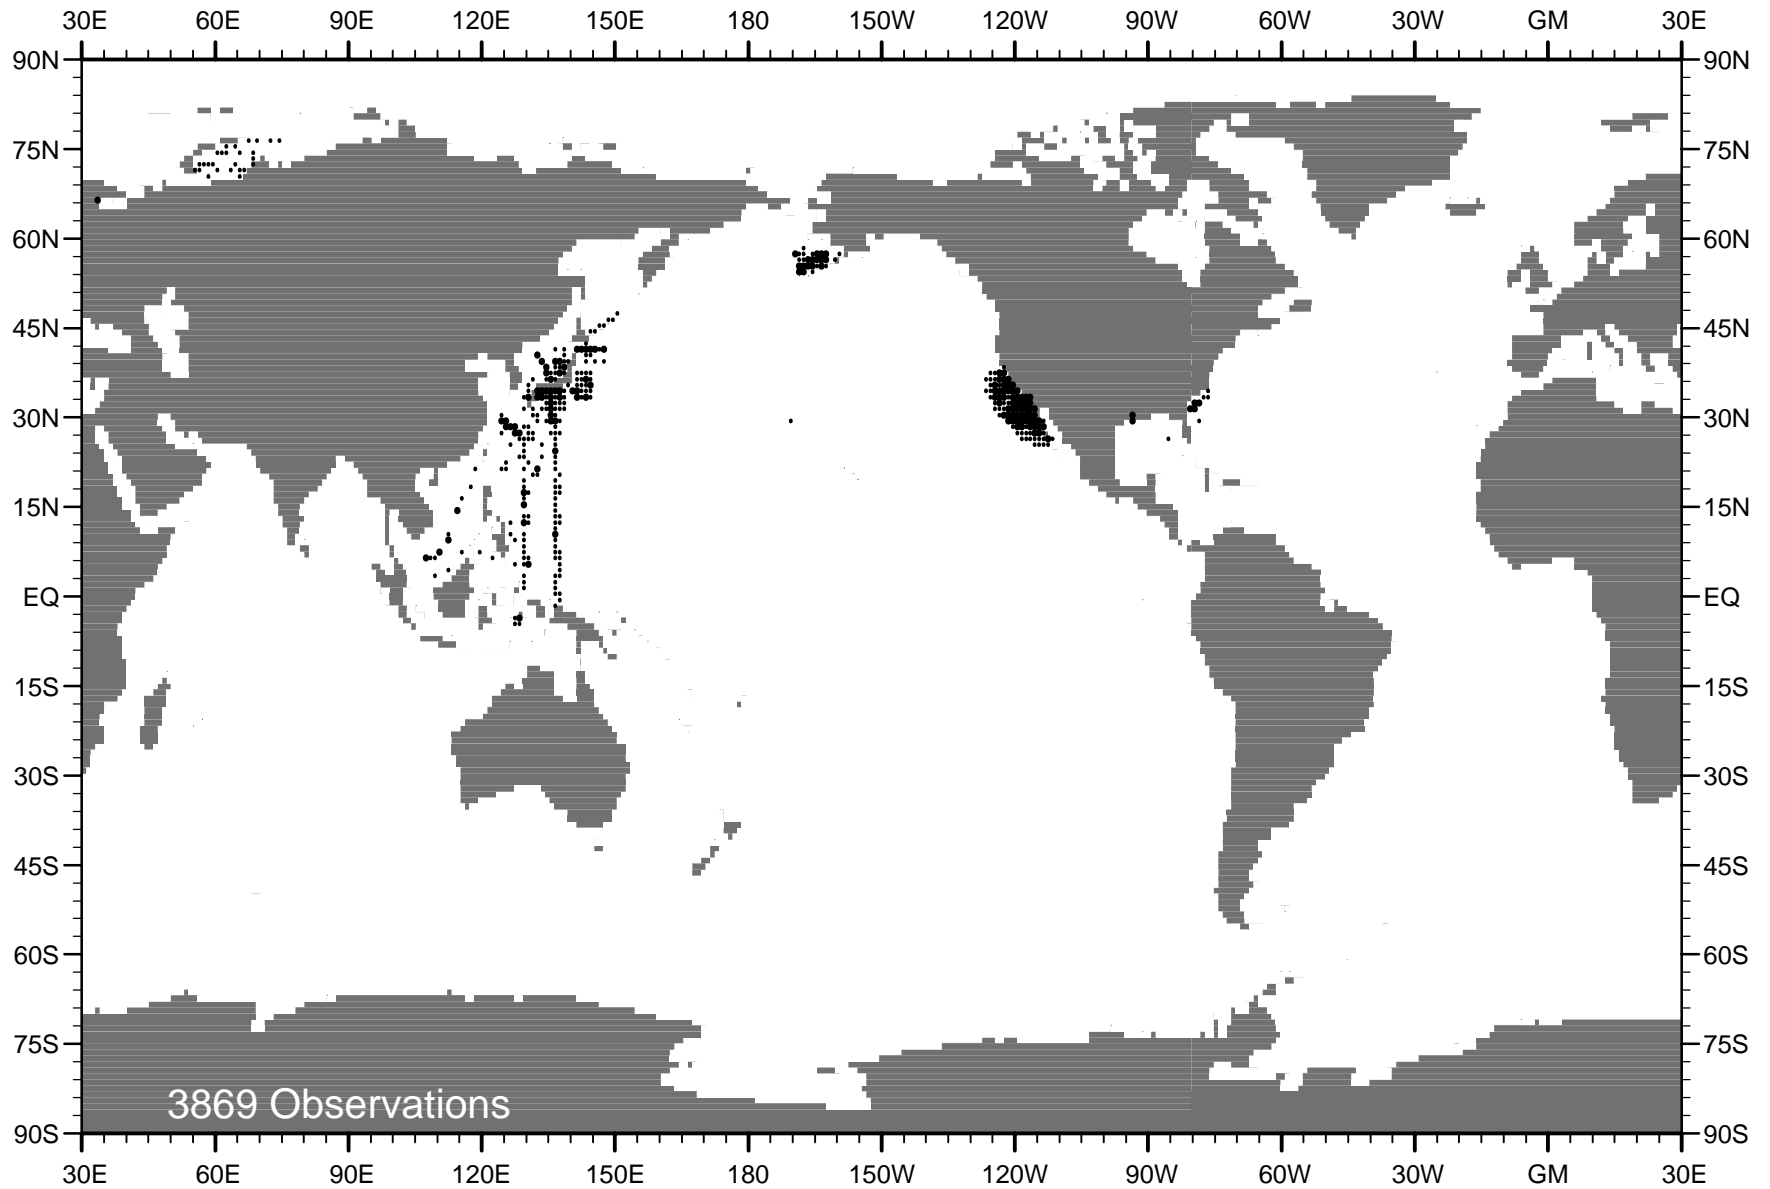 30E 60E 90E 120E 150E 180 150W 120W 90W 60W 30W GM 30E
90N 90N
75N 75N
60N 60N
45N 45N
30N 30N
15N 15N
EQ EQ
15S 15S
30S 30S
45S 45S
60S 60S
75S 75S
3869 Observations
90S 90S
30E 60E 90E 120E 150E 180 150W 120W 90W 60W 30W GM 30E